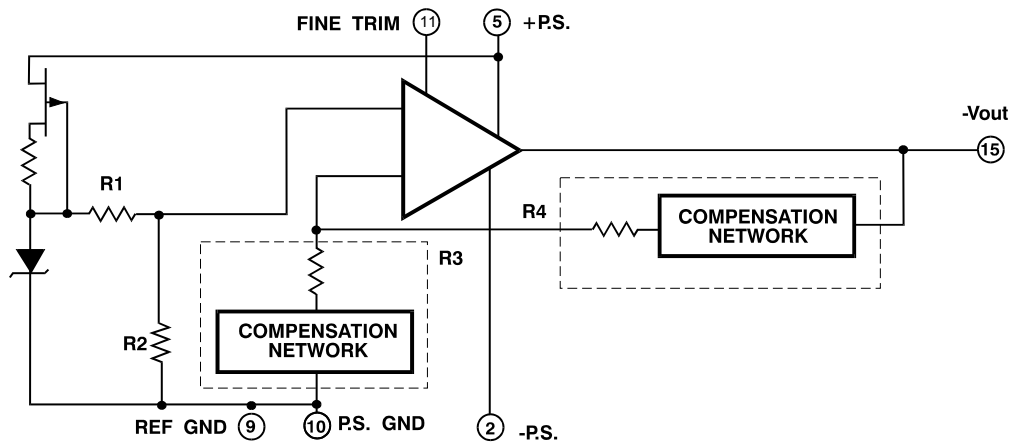 FINE TRIM 11
5 +P.S.
-Vout
15
R1
R4
COMPENSATION
NETWORK
R3
R2
COMPENSATION
NETWORK
REF GND 9
10 P.S. GND
2 -P.S.